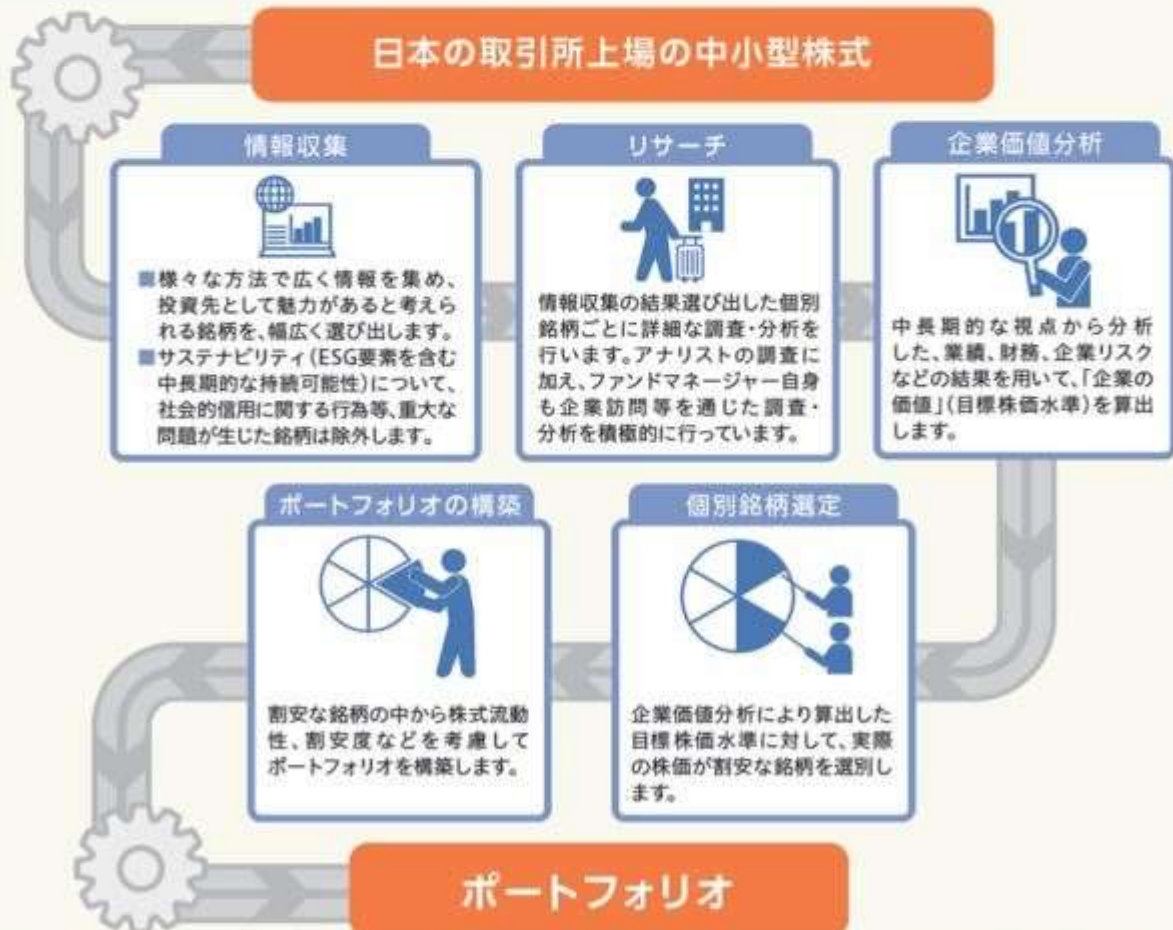 日本の取引所上場の中小型株式
情報収集
■様々な方法で広く情報を集め、
投資先として魅力があると考えら
れる銘柄を、幅広く選び出します。
■サステナビリティ(ESG要素を含む
中長期的な持続可能性)について、
社会的信用に関する行為等、重大な
問題が生じた銘柄は除外します。
リサーチ
情報収集の結果選び出した個別
銘柄ごとに詳細な調査・分析を
行います。アナリストの調査に
加え、ファンドマネージャー自身
も企業訪問等を通じた調査・
分析を積極的に行っています。
企業価値分析
中長期的な視点から分析
した、業績、財務、企業リスク
などの結果を用いて、「企業の
価値」(目標株価水準)を算出
します。
個別銘柄選定
企業価値分析により算出した
目標株価水準に対して、実際
の株価が割安な銘柄を選別し
ます。
ポートフォリオの構築
割安な銘柄の中から株式流動
性、割安度などを考慮して
ポートフォリオを構築します。
ポートフォリオ